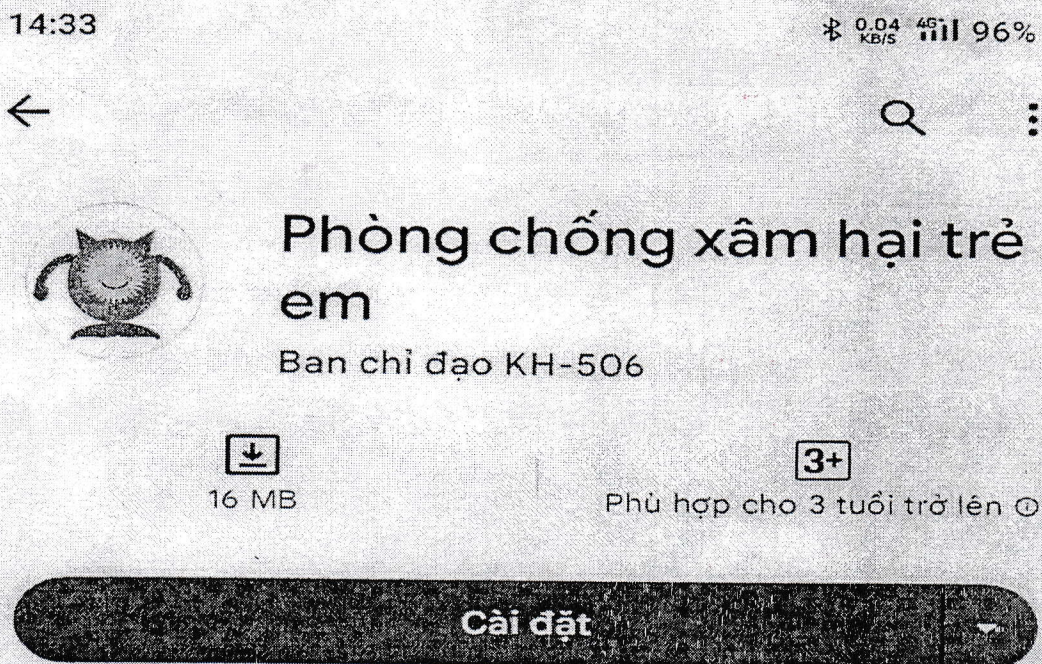 14:33 0.04 KB/S 4G+ 96%
Phòng chống xâm hại trẻ
em
Ban chỉ đạo KH-506
3+
16 MB
Phù hợp cho 3 tuổi trở lên
Cài đặt